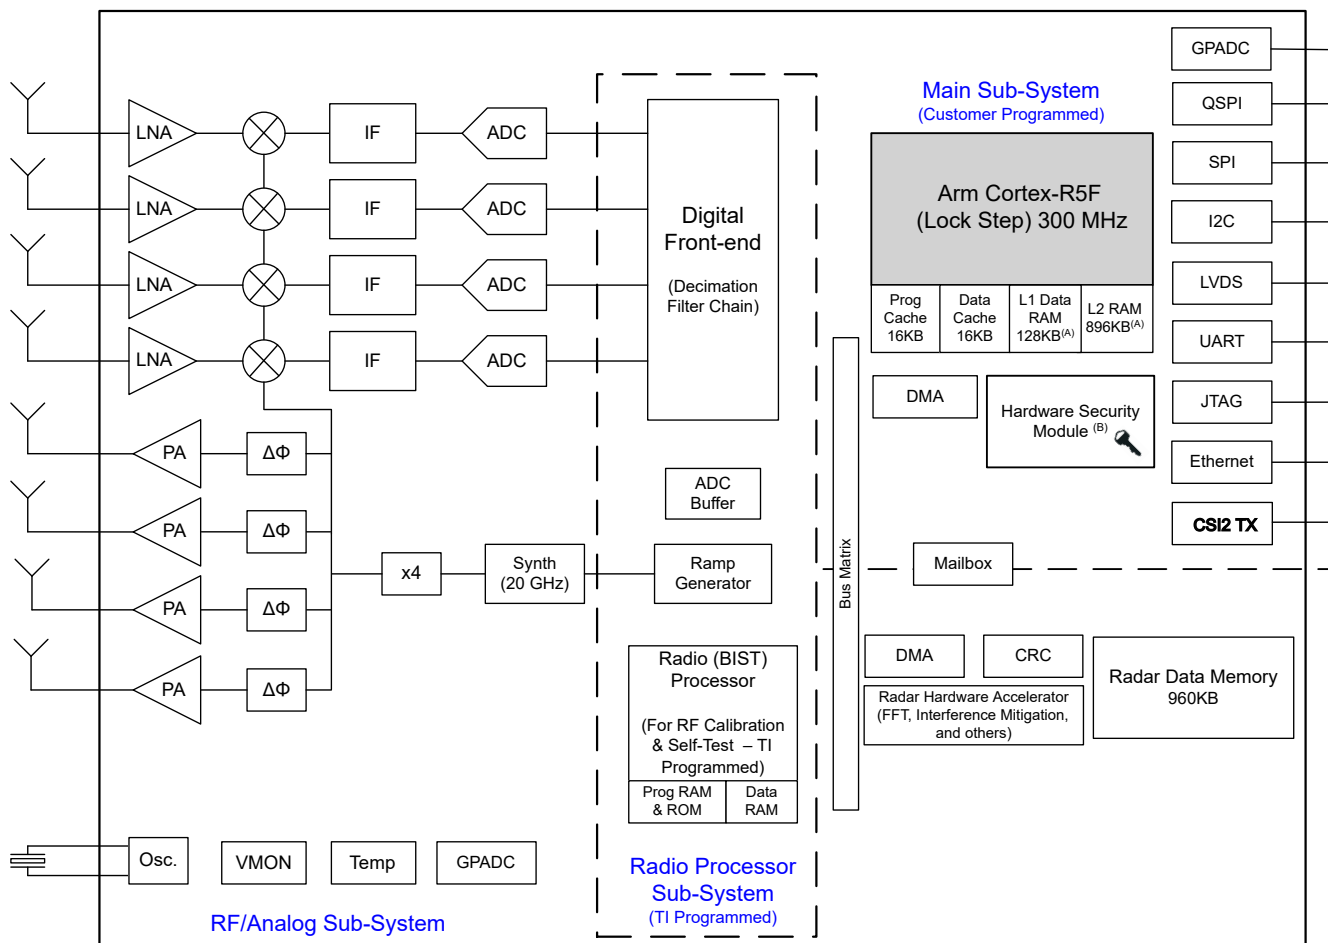 LNA
IF
ADC
LNA
IF
ADC
LNA
IF
ADC
LNA
IF
ADC
PA
ΔΦ
PA
ΔΦ
PA
ΔΦ
PA
ΔΦ
x4
Synth
(20 GHz)
Osc.
VMON
Temp
GPADC
RF/Analog Sub-System
Digital
Front-end
(Decimation
Filter Chain)
ADC
Buffer
Ramp
Generator
Radio (BIST)
Processor
(For RF Calibration
& Self-Test – TI
Programmed)
Prog RAM
& ROM
Data
RAM
Radio Processor
Sub-System
(TI Programmed)
Bus Matrix
Main Sub-System
(Customer Programmed)
Arm Cortex-R5F
(Lock Step) 300 MHz
Prog
Cache
16KB
Data
Cache
16KB
L1 Data
RAM
128KB(A)
L2 RAM
896KB(A)
DMA
Hardware Security
Module (B)
Mailbox
DMA
CRC
Radar Hardware Accelerator
(FFT, Interference Mitigation,
and others)
Radar Data Memory
960KB
GPADC
QSPI
SPI
I2C
LVDS
UART
JTAG
Ethernet
CSI2 TX